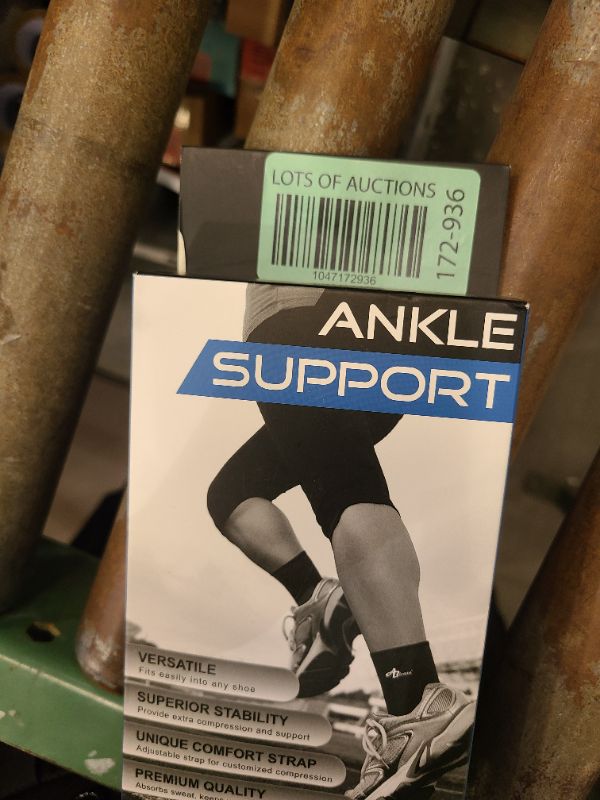 LOTS OF AUCTIONS
1047172936
172-936
ANKLE
SUPPORT
VERSATILE
Fits easily into any shoe
SUPERIOR STABILITY
Provide extra compression and support
UNIQUE COMFORT STRAP
Adjustable strap for customized compression
PREMIUM QUALITY
Absorbs sweat,